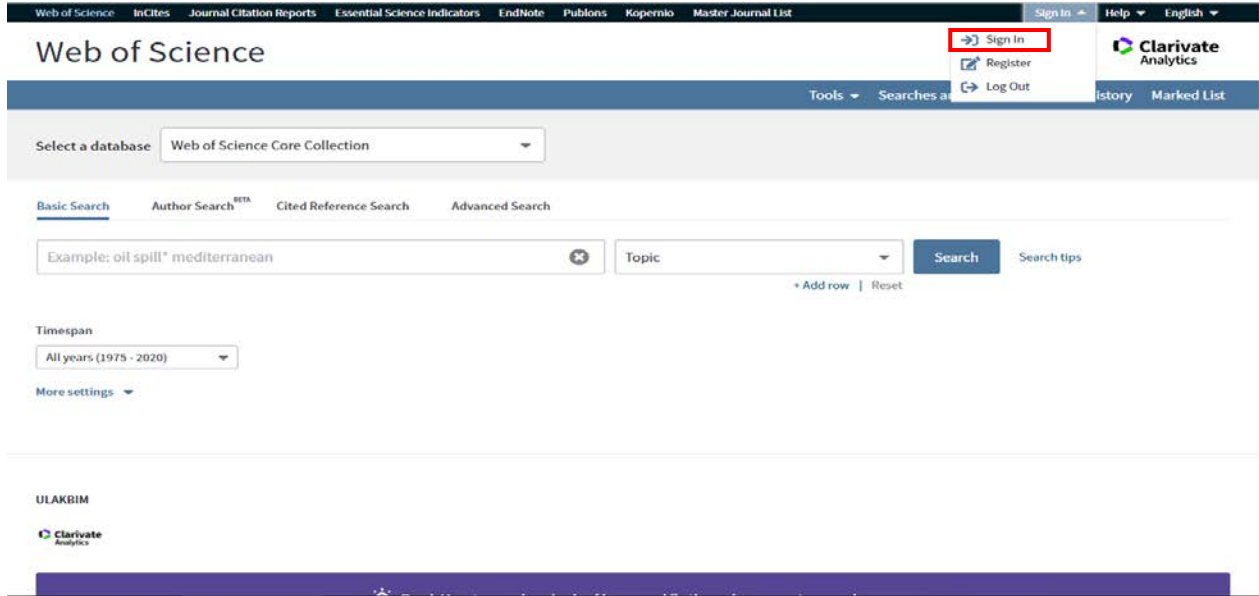 Web of Science InCites Journal Citation Reports Essential Science Indicators EndNote Publons Kopernio Master Journal List Sign In Help English
Web of Science
Sign In
Register
Log Out
Clarivate
Analytics
Tools Searches a istory Marked List
Select a database Web of Science Core Collection
Basic Search Author Search BETA Cited Reference Search Advanced Search
Example: oil spill* mediterranean Topic Search Search tips
+ Add row | Reset
Timespan
All years (1975 - 2020)
More settings
ULAKBIM
Clarivate
Analytics